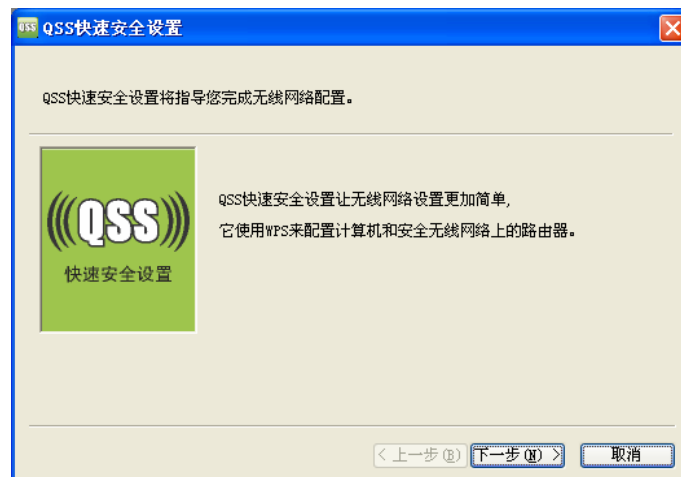 QSS QSS快速安全设置
QSS快速安全设置将指导您完成无线网络配置。
QSS快速安全设置让无线网络设置更加简单,
它使用WPS来配置计算机和安全无线网络上的路由器。
(((QSS)))
快速安全设置
< 上一步(B) 下一步(N) > 取消